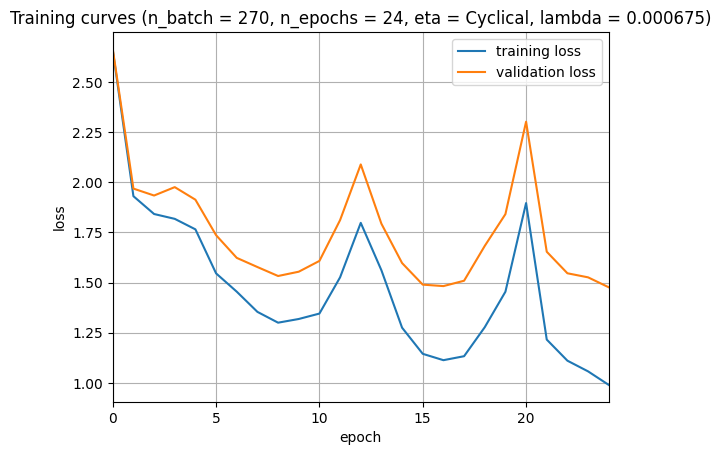 Training curves (n_batch = 270, n_epochs = 24, eta = Cyclical, lambda = 0.000675)
training loss
validation loss
loss
2.50
2.25
2.00
1.75
1.50
1.25
1.00
0
5
10
15
20
epoch